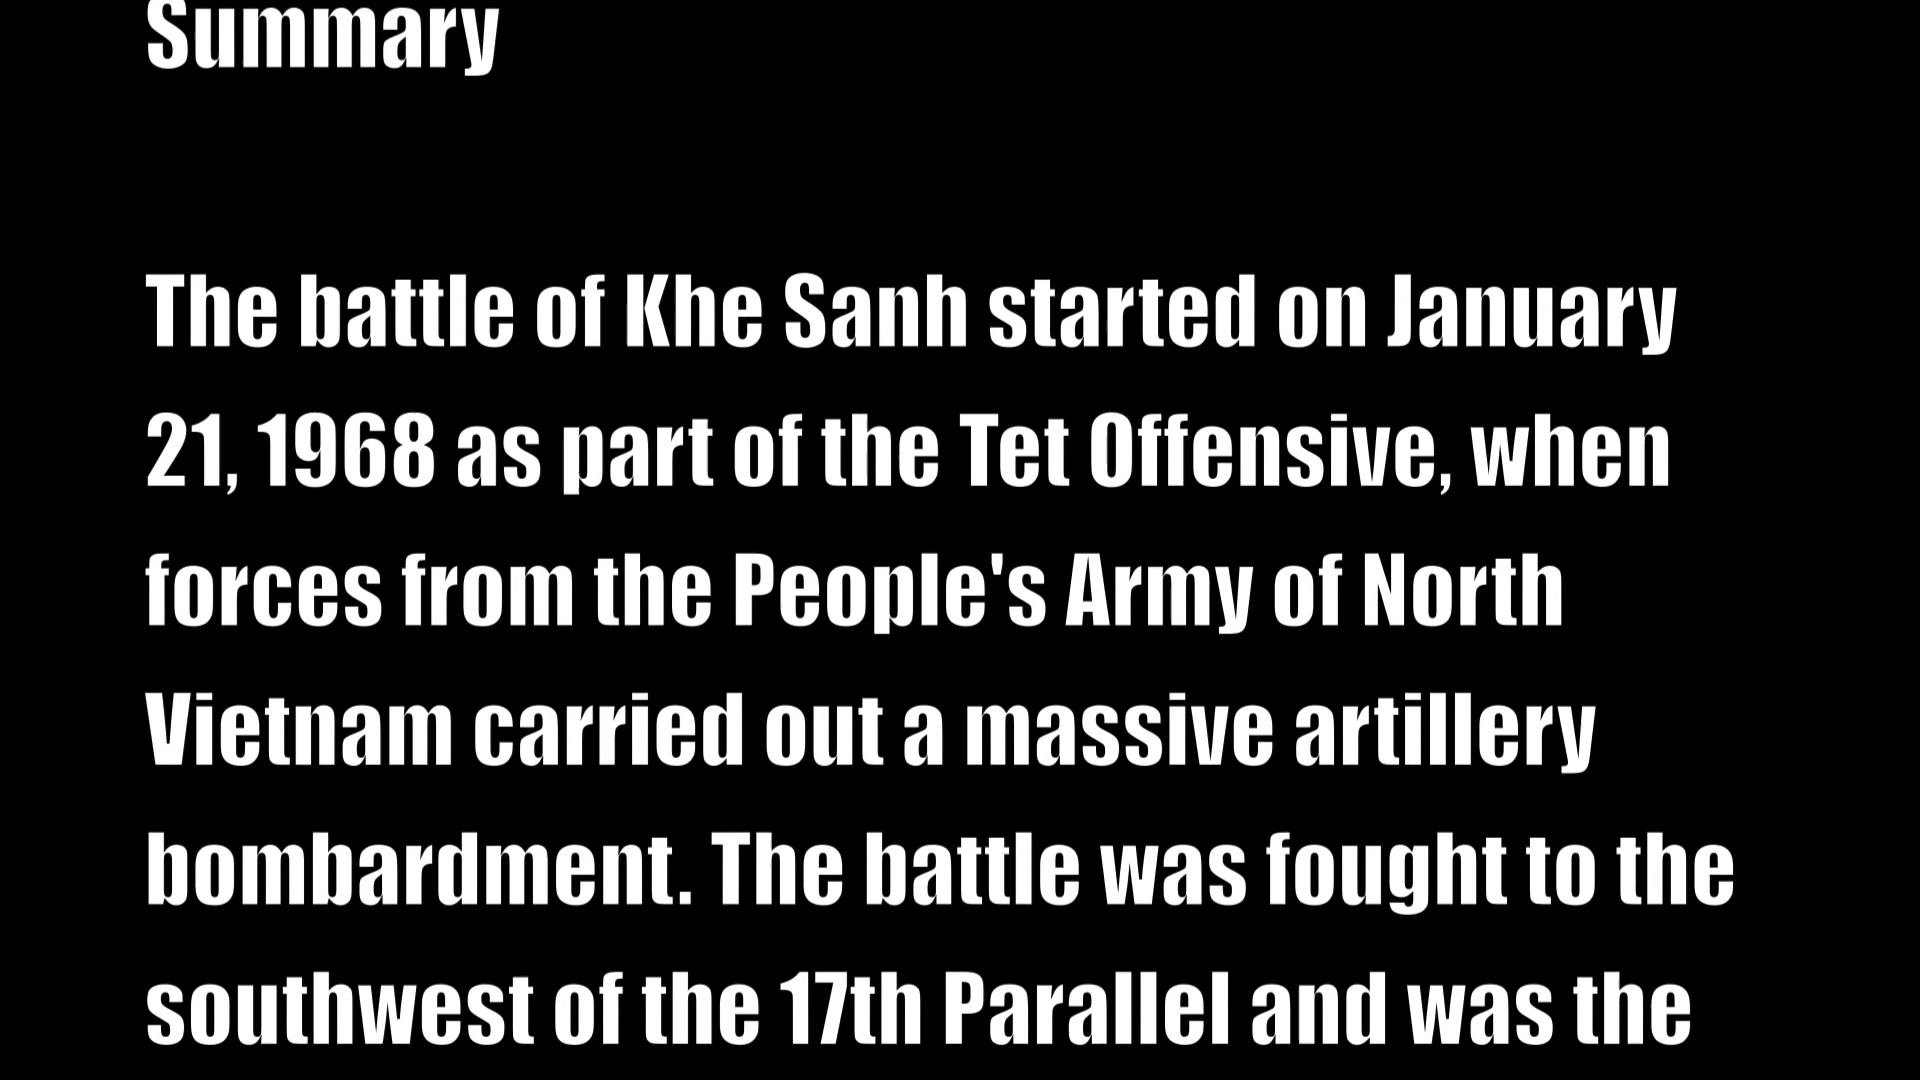 Summary
The battle of Khe Sanh started on January
21, 1968 as part of the Tet Offensive, when
forces from the People's Army of North
Vietnam carried out a massive artillery
bombardment. The battle was fought to the
southwest of the 17th Parallel and was the